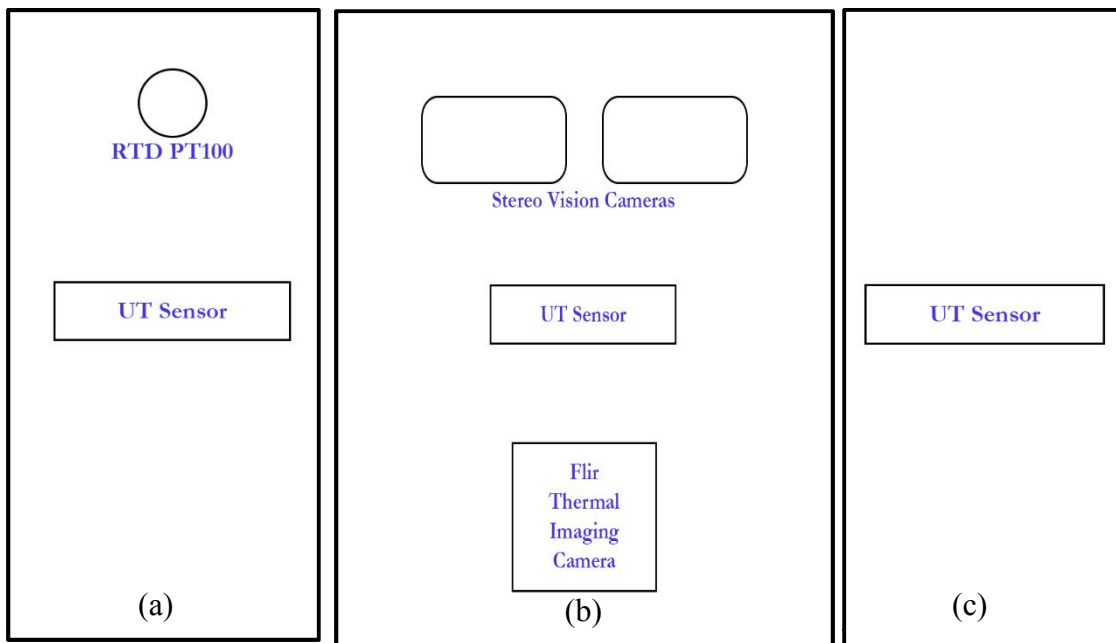 RTD PT100
UT Sensor
(a)
Stereo Vision Cameras
UT Sensor
Flir
Thermal
Imaging
Camera
(b)
UT Sensor
(c)